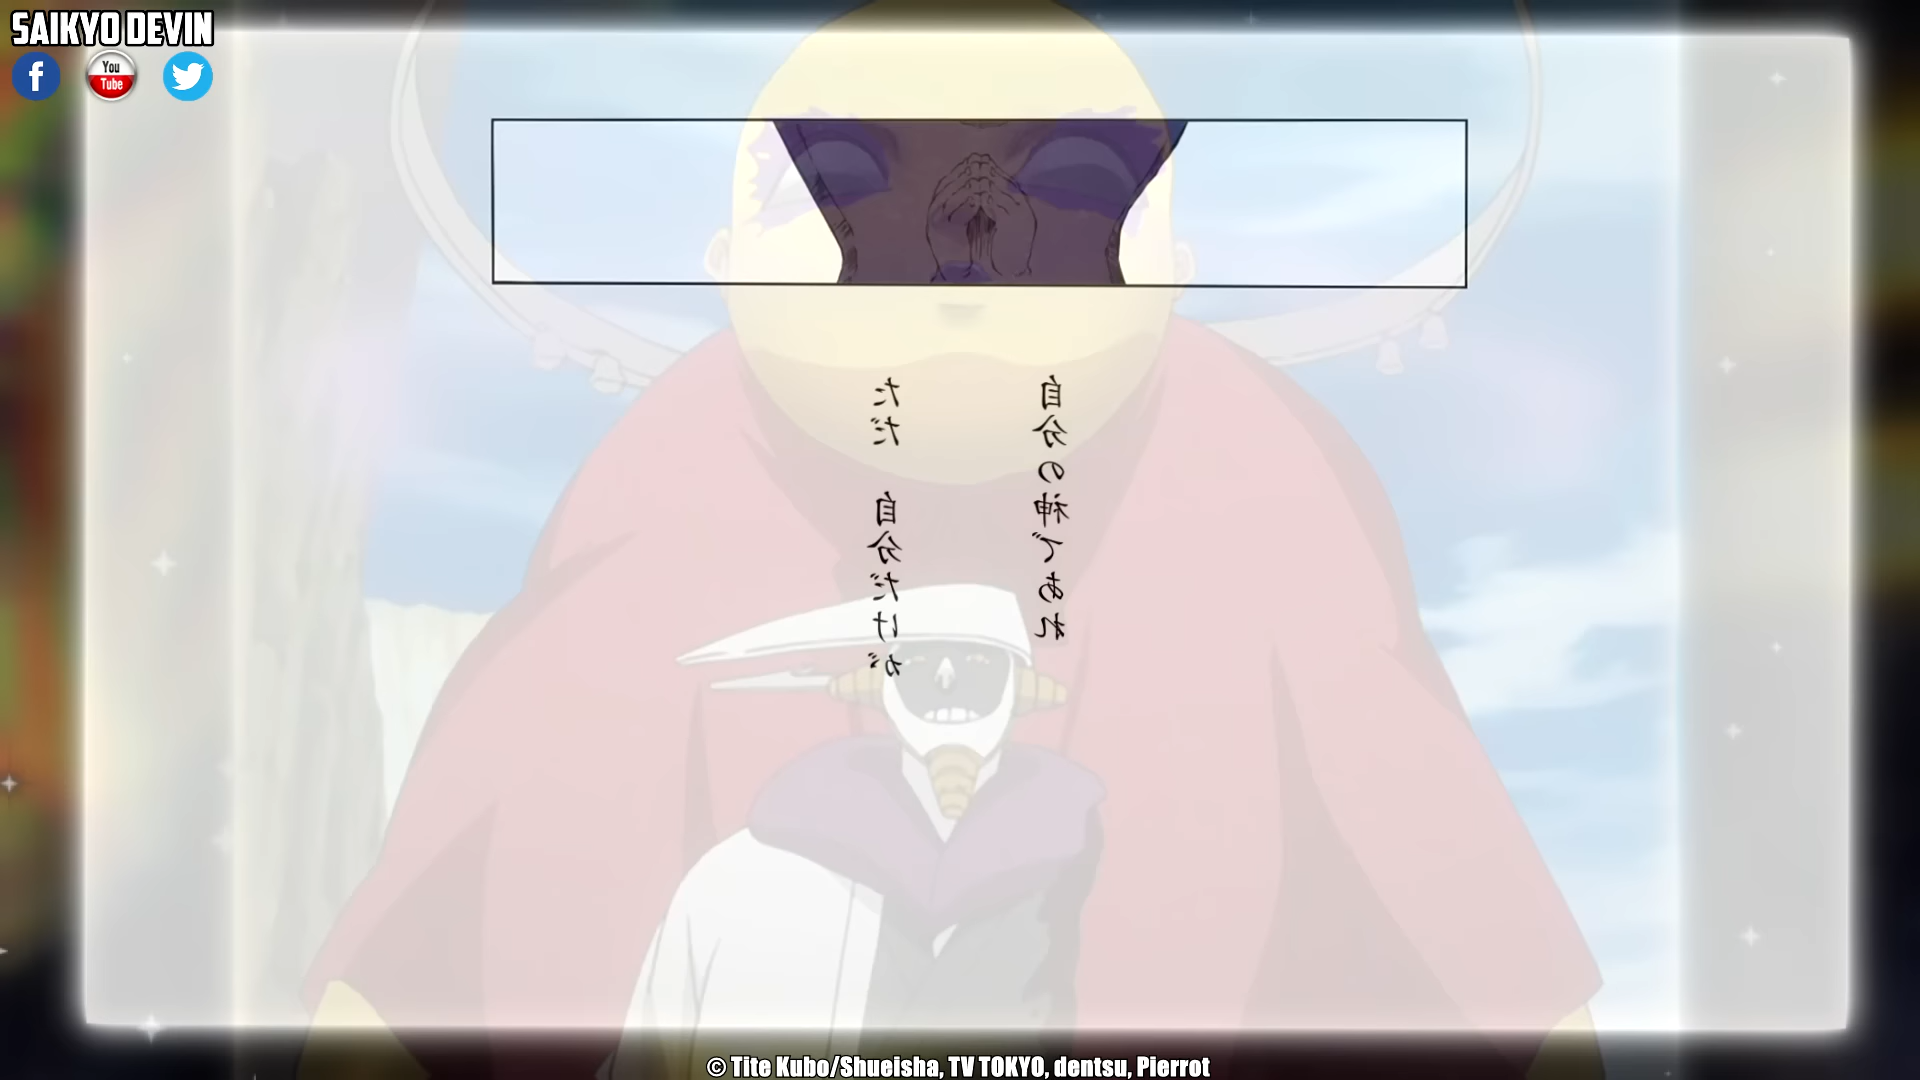 SAIKYO DEVIN
f
You
Tube
ただ 自分だけが
自分の神であれ
© Tite Kubo/Shueisha, TV TOKYO, dentsu, Pierrot